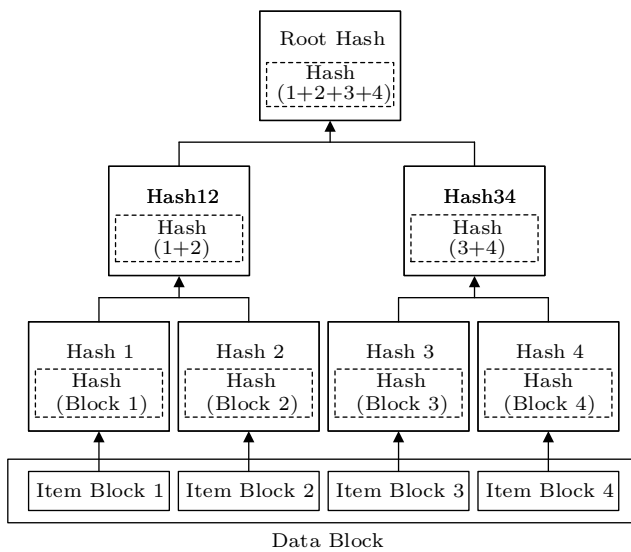 Root Hash
Hash
(1+2+3+4)
Hash12
Hash
(1+2)
Hash34
Hash
(3+4)
Hash 1
Hash
(Block 1)
Hash 2
Hash
(Block 2)
Hash 3
Hash
(Block 3)
Hash 4
Hash
(Block 4)
Item Block 1
Item Block 2
Item Block 3
Item Block 4
Data Block